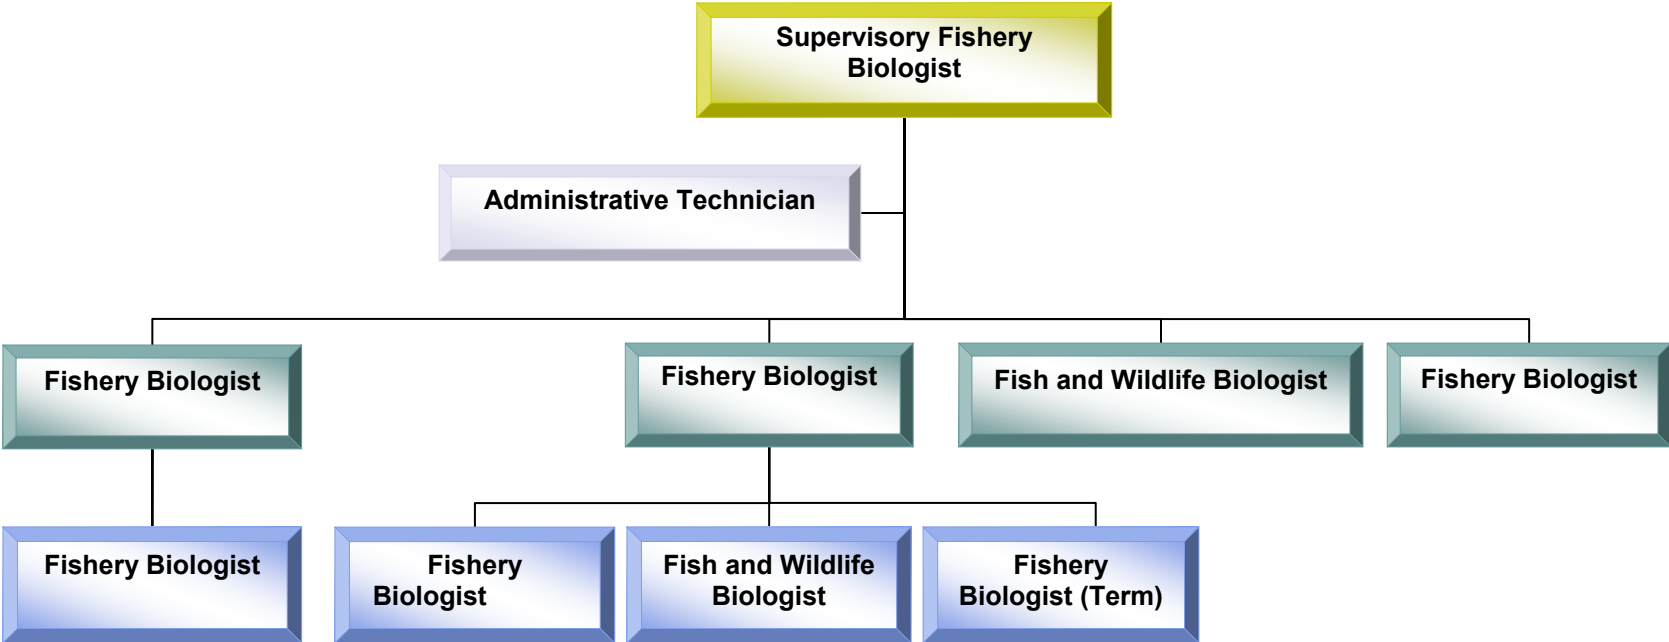 Supervisory Fishery
Biologist
Administrative Technician
Fishery Biologist
Fishery Biologist
Fish and Wildlife Biologist
Fishery Biologist
Fishery Biologist
Fishery
Biologist
Fish and Wildlife
Biologist
Fishery
Biologist (Term)